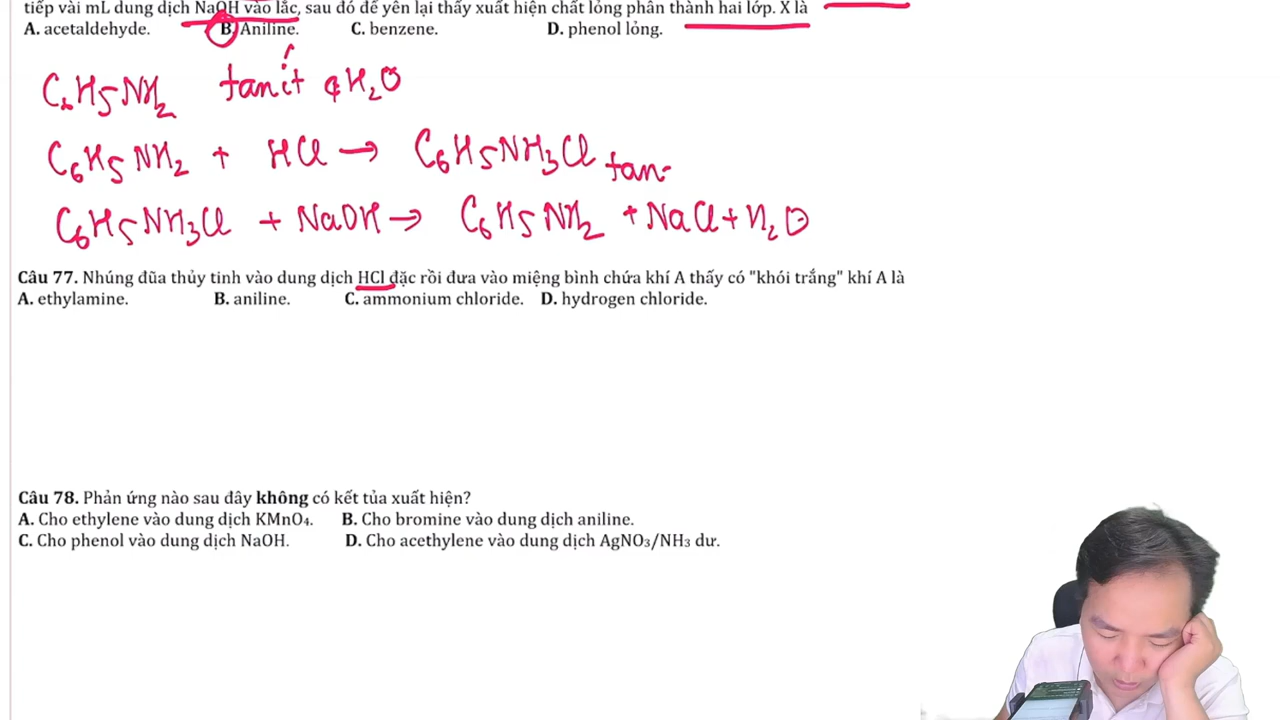 tiếp vài mL dung dịch NaOH vào lắc, sau đó để yên lại thấy xuất hiện chất lỏng phân thành hai lớp. X là
A. acetaldehyde. B. Aniline. C. benzene. D. phenol lỏng.
C6H5NH2 tan ít H2O
C6H5NH2 + HCl → C6H5NH3Cl tan
C6H5NH3Cl + NaOH → C6H5NH2 + NaCl + H2O
Câu 77. Nhúng đũa thủy tinh vào dung dịch HCl đặc rồi đưa vào miệng bình chứa khí A thấy có "khói trắng" khí A là
A. ethylamine. B. aniline. C. ammonium chloride. D. hydrogen chloride.
Câu 78. Phản ứng nào sau đây không có kết tủa xuất hiện?
A. Cho ethylene vào dung dịch KMnO₄. B. Cho bromine vào dung dịch aniline.
C. Cho phenol vào dung dịch NaOH. D. Cho acethylene vào dung dịch AgNO₃/NH₃ dư.